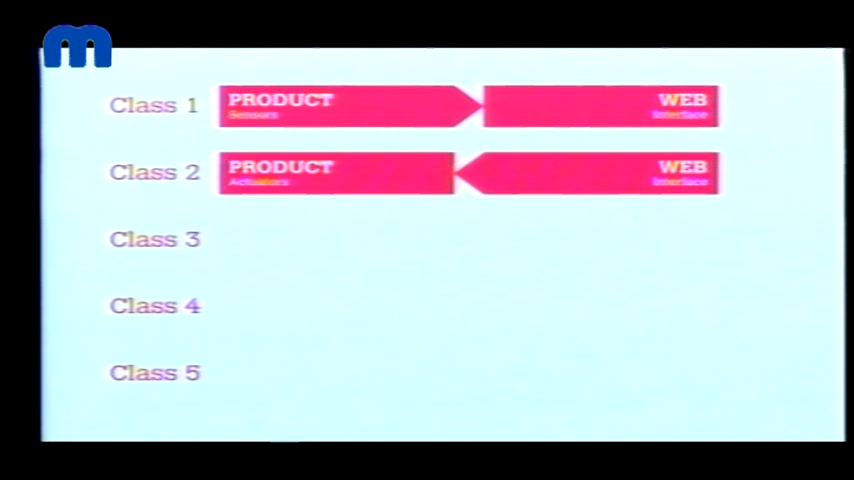 m
Class 1
PRODUCT
Sensors
WEB
Interface
Class 2
PRODUCT
Actuators
WEB
Interface
Class 3
Class 4
Class 5